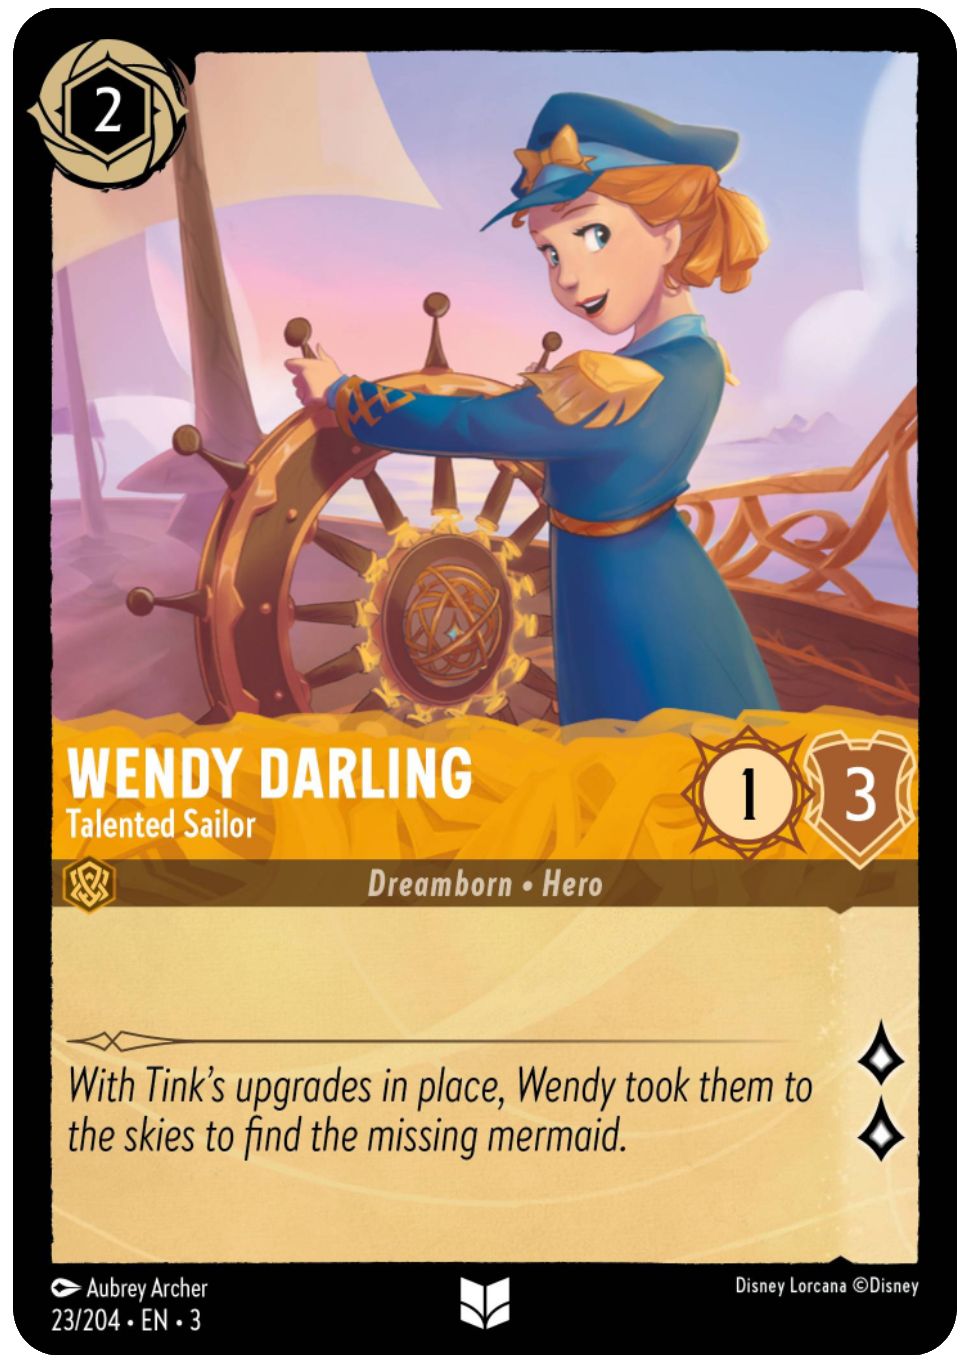 2
WENDY DARLING
Talented Sailor
1
3
Dreamborn • Hero
With Tink's upgrades in place, Wendy took them to
the skies to find the missing mermaid.
Aubrey Archer
Disney Lorcana ©Disney
23/204 • EN • 3